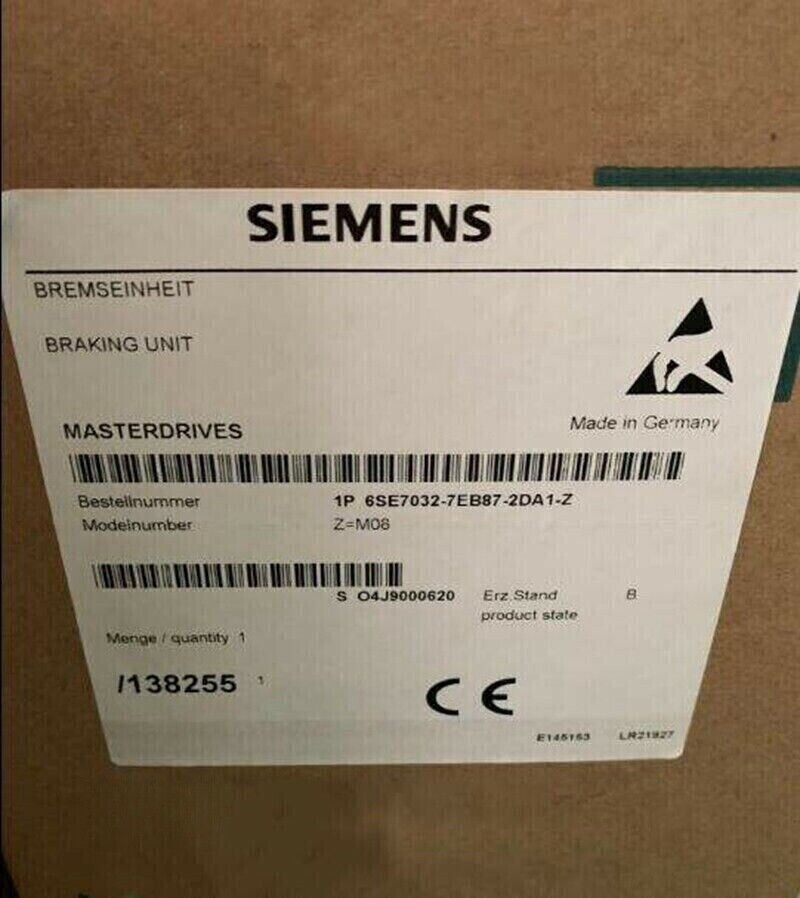 SIEMENS
BREMSEINHEIT
BRAKING UNIT
MASTERDRIVES
Made in Germany
Bestellnummer 1P 6SE7032-7EB87-2DA1-Z
Modelnumber Z=M08
S O4J9000620 Erz.Stand B
product state
Menge / quantity 1
/138255 1
CE
E145153 LR21927